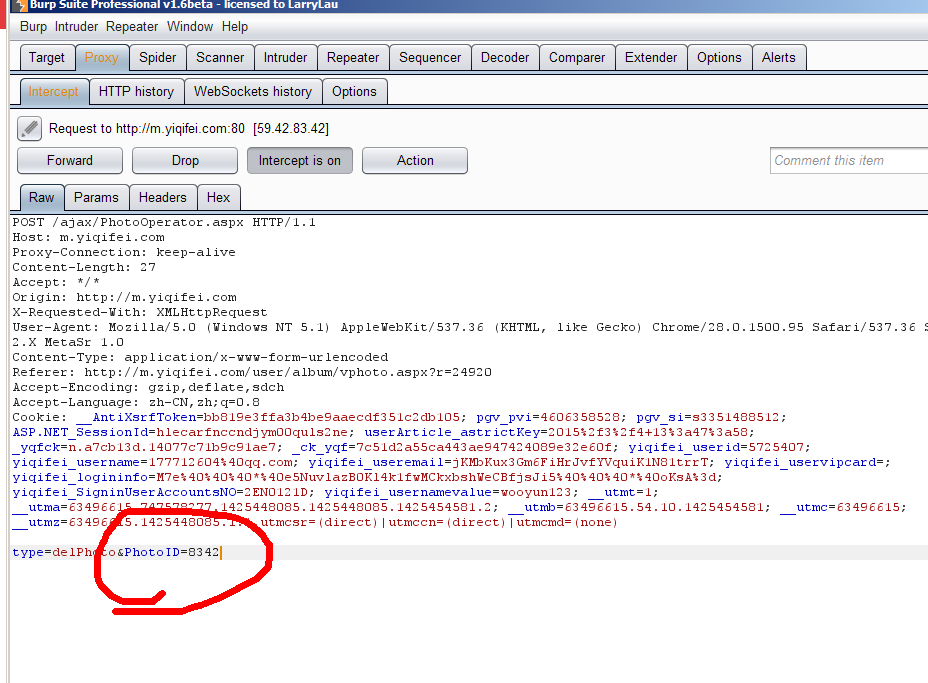 Burp Suite Professional v1.6beta - licensed to LarryLau
Burp Intruder Repeater Window Help
Target Proxy Spider Scanner Intruder Repeater Sequencer Decoder Comparer Extender Options Alerts
Intercept HTTP history WebSockets history Options
Request to http://m.yiqifei.com:80 [59.42.83.42]
Forward Drop Intercept is on Action Comment this item
Raw Params Headers Hex
POST /ajax/PhotoOperator.aspx HTTP/1.1
Host: m.yiqifei.com
Proxy-Connection: keep-alive
Content-Length: 27
Accept: */*
Origin: http://m.yiqifei.com
X-Requested-With: XMLHttpRequest
User-Agent: Mozilla/5.0 (Windows NT 5.1) AppleWebKit/537.36 (KHTML, like Gecko) Chrome/28.0.1500.95 Safari/537.36 S
2.X MetaSr 1.0
Content-Type: application/x-www-form-urlencoded
Referer: http://m.yiqifei.com/user/album/vphoto.aspx?r=24920
Accept-Encoding: gzip,deflate,sdch
Accept-Language: zh-CN,zh;q=0.8
Cookie: __AntiXsrfToken=bb819e3ffa3b4be9aaecdf351c2db105; pgv_pvi=4606358528; pgv_si=s3351488512;
ASP.NET_SessionId=hlecarfnccndjym00quls2ne; userArticle_astrictKey=2015%2f3%2f4+13%3a47%3a58;
_yqfck=n.a7cb13d.14077c71b9c91ae7; _ck_yqf=7c51d2a55ca443ae947424089e32e60f; yiqifei_userid=5725407;
yiqifei_username=177712604%40qq.com; yiqifei_useremail=jKMbKux3Gm6FiHrJvfYVquiK1N81trrT; yiqifei_uservipcard=;
yiqifei_logininfo=M7e%40%40%40*%40o5NuvlazB0K14k1fwMCkxbshWeCBfjsJi5%40%40%40*%40oKsA%3d;
yiqifei_SigninUserAccountsNO=2EN0121D; yiqifei_usernamevalue=wooyun123; __utmt=1;
__utma=63496615.747578277.1425448085.1425448085.1425454581.2; __utmb=63496615.54.10.1425454581; __utmc=63496615;
__utmz=63496615.1425448085.1.1.utmcsr=(direct)|utmccn=(direct)|utmcmd=(none)
type=delPhoto&PhotoID=8342